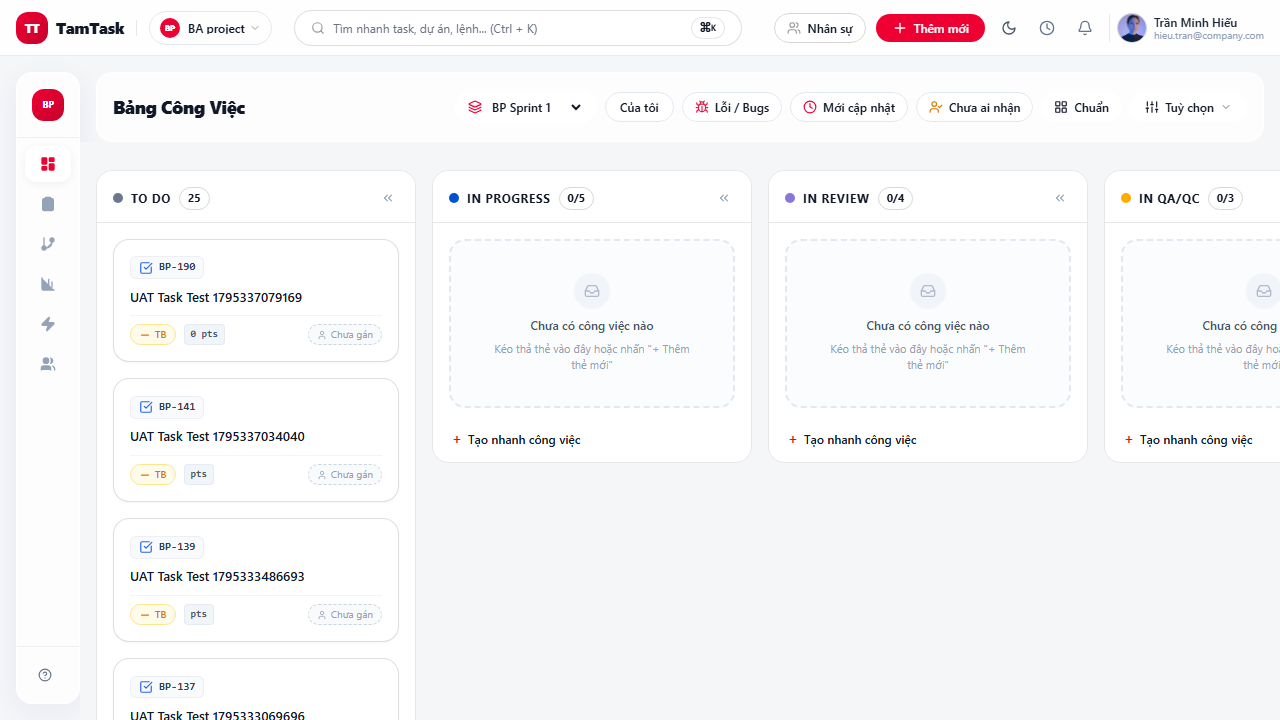 TT TamTask
BP BA project
Tìm nhanh task, dự án, lệnh... (Ctrl + K)
⌘K
Nhân sự
Thêm mới
Trần Minh Hiếu
hieu.tran@company.com
BP
Bảng Công Việc
BP Sprint 1
Của tôi
Lỗi / Bugs
Mới cập nhật
Chưa ai nhận
Chuẩn
Tuỳ chọn
TO DO 25
BP-190
UAT Task Test 1795337079169
TB
0 pts
Chưa gán
BP-141
UAT Task Test 1795337034040
TB
pts
Chưa gán
BP-139
UAT Task Test 1795333486693
TB
pts
Chưa gán
BP-137
UAT Task Test 1795333069696
IN PROGRESS 0/5
Chưa có công việc nào
Kéo thả thẻ vào đây hoặc nhấn "+ Thêm
thẻ mới"
+ Tạo nhanh công việc
IN REVIEW 0/4
Chưa có công việc nào
Kéo thả thẻ vào đây hoặc nhấn "+ Thêm
thẻ mới"
+ Tạo nhanh công việc
IN QA/QC 0/3
Chưa có công
Kéo thả thẻ vào đây ho
thẻ mới
+ Tạo nhanh công việc